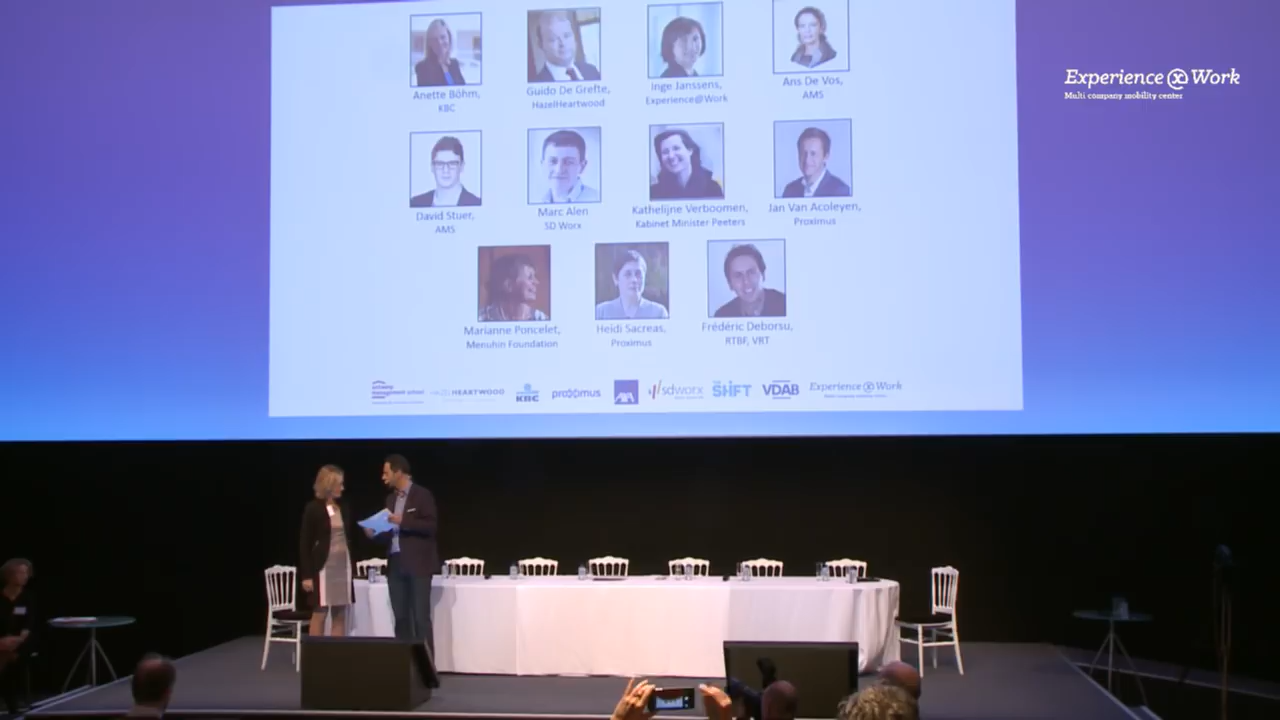 Experience @ Work
Multi company mobility center
Anette Böhm,
KBC
Guido De Grefte,
HazelHeartwood
Inge Janssens,
Experience@Work
Ans De Vos,
AMS
David Stuer,
AMS
Marc Alen
SD Worx
Kathelijne Verboomen,
Kabinet Minister Peeters
Jan Van Acoleyen,
Proximus
Marianne Poncelet,
Menuhin Foundation
Heidi Sacreas,
Proximus
Frédéric Deborsu,
RTBF, VRT
management school
HEARTWOOD
KBC
proximus
AXA
sdworx
THE SHIFT
VDAB
Experience @ Work